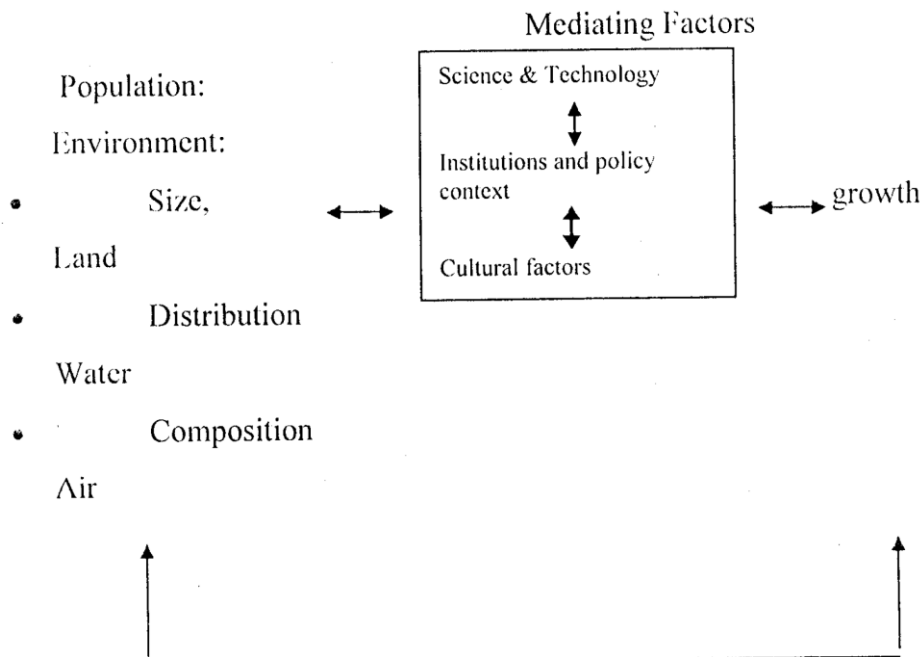 Mediating Factors
Population:
Environment:
• Size,
Land
• Distribution
Water
• Composition
Air
Science & Technology
Institutions and policy
context
Cultural factors
growth